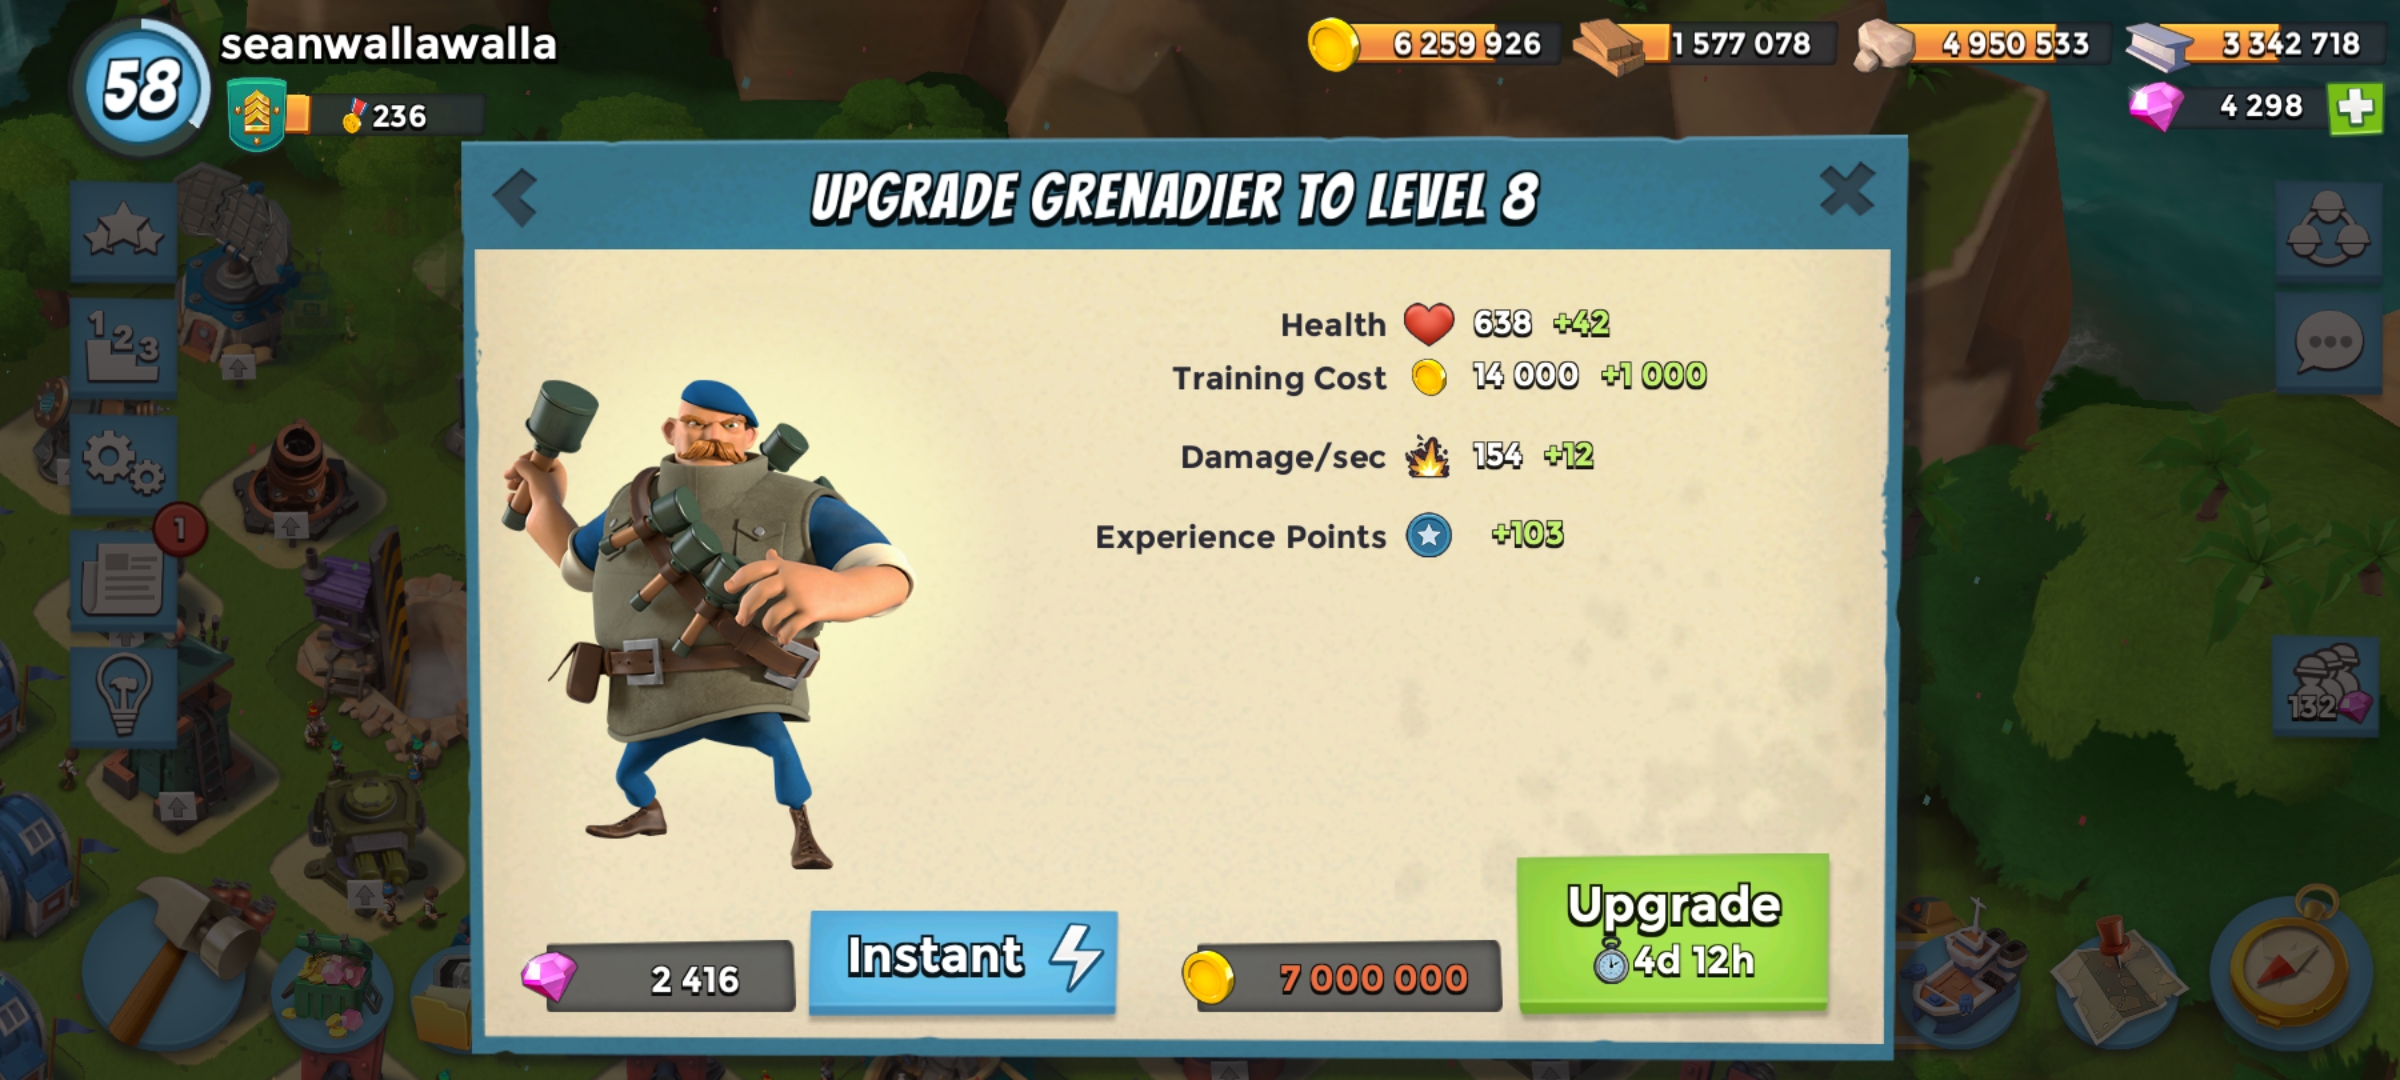 58
seanwallawalla
236
6 259 926
1 577 078
4 950 533
3 342 718
4 298
UPGRADE GRENADIER TO LEVEL 8
123
1
Health 638 +42
Training Cost 14 000 +1 000
Damage/sec 154 +12
Experience Points +103
132
2 416
Instant
7 000 000
Upgrade
4d 12h